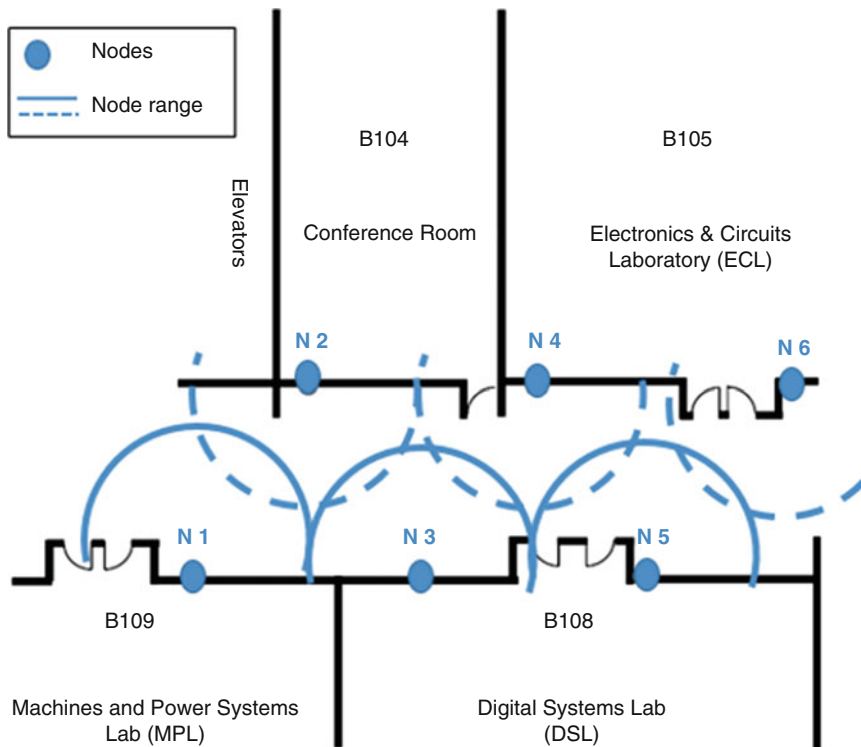 Nodes
Node range
B104
B105
Elevators
Conference Room
Electronics & Circuits
Laboratory (ECL)
N 2
N 4
N 6
N 1
N 3
N 5
B109
B108
Machines and Power Systems
Lab (MPL)
Digital Systems Lab
(DSL)